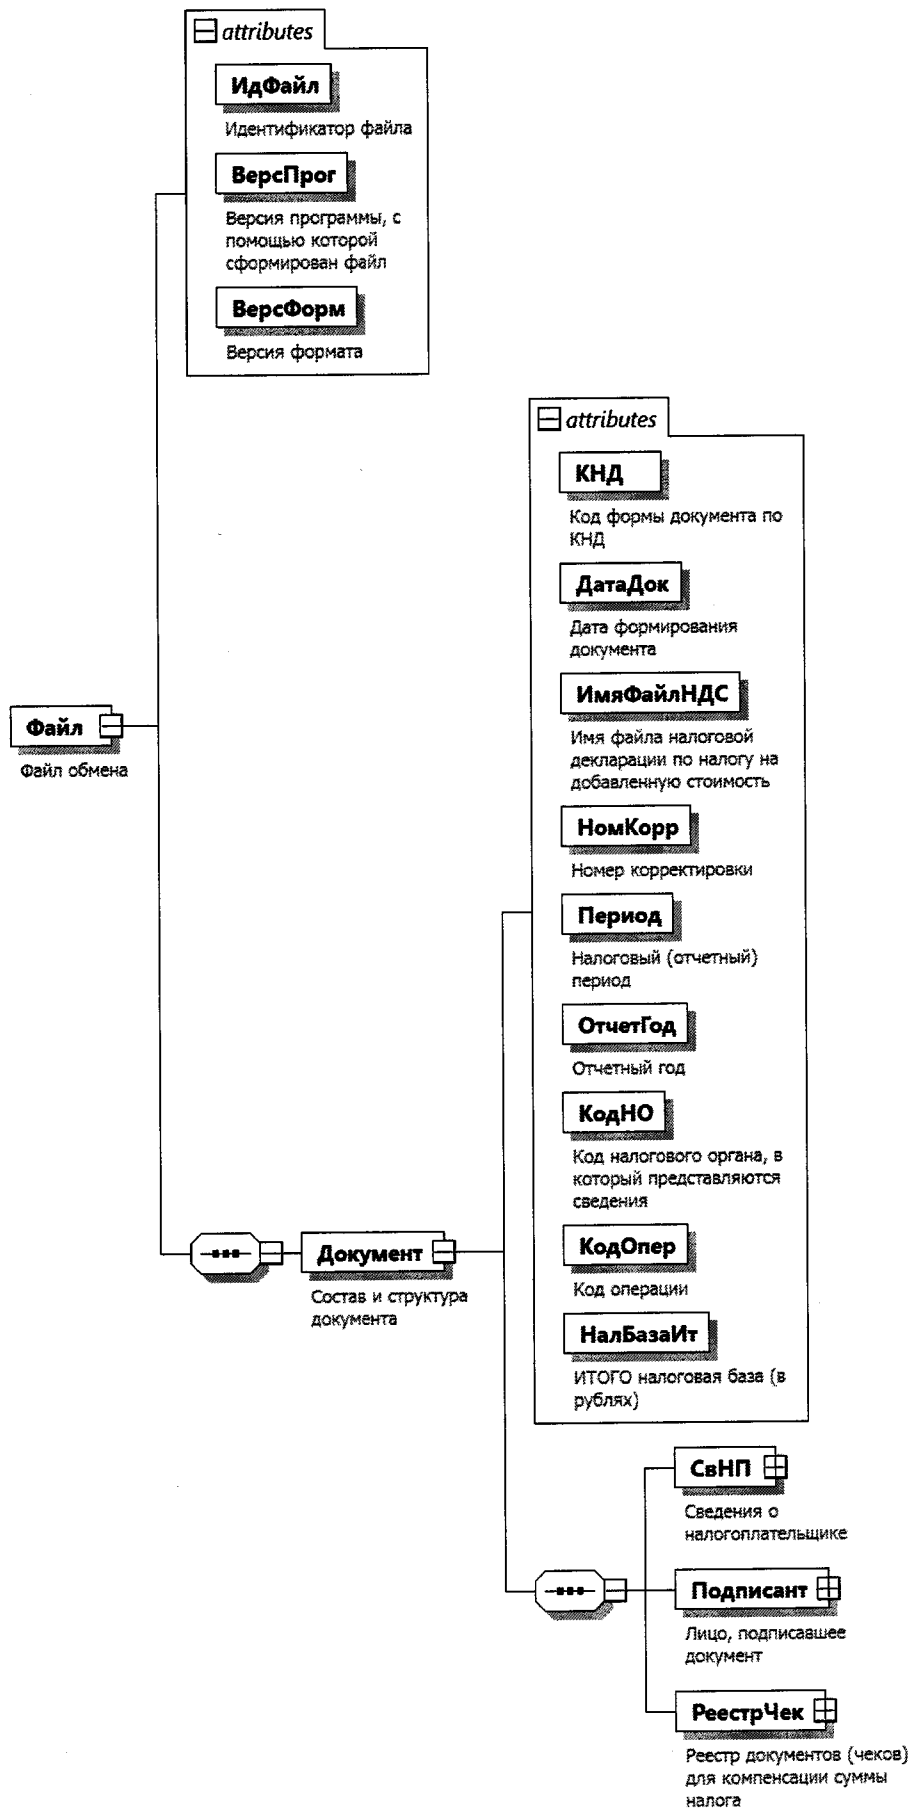 attributes
ИдФайл
Идентификатор файла
ВерсПрог
Версия программы, с
помощью которой
сформирован файл
ВерсФорм
Версия формата
attributes
КНД
Код формы документа по
КНД
ДатаДок
Дата формирования
документа
ИмяФайлНДС
Имя файла налоговой
декларации по налогу на
добавленную стоимость
Файл
Файл обмена
НомКорр
Номер корректировки
Период
Налоговый (отчетный)
период
ОтчетГод
Отчетный год
КодНО
Код налогового органа, в
который представляются
сведения
Документ
Состав и структура
документа
КодОпер
Код операции
НалБазаИт
ИТОГО налоговая база (в
рублях)
СвНП
Сведения о
налогоплательщике
Подписант
Лицо, подписавшее
документ
РеестрЧек
Реестр документов (чеков)
для компенсации суммы
налога